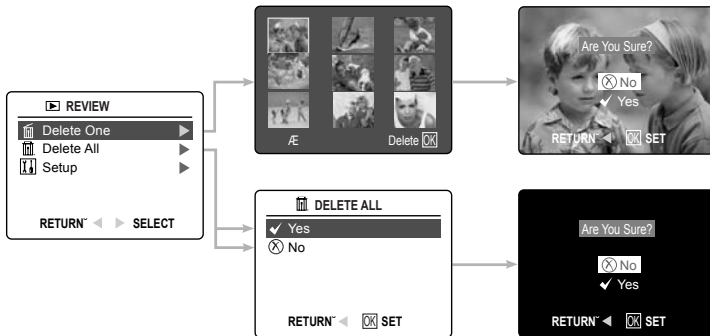 REVIEW
Delete One
Delete All
Setup
RETURN˜ SELECT
Æ Delete OK
Are You Sure?
No
Yes
RETURN˜ OK SET
DELETE ALL
Yes
No
RETURN˜ OK SET
Are You Sure?
No
Yes
RETURN˜ OK SET